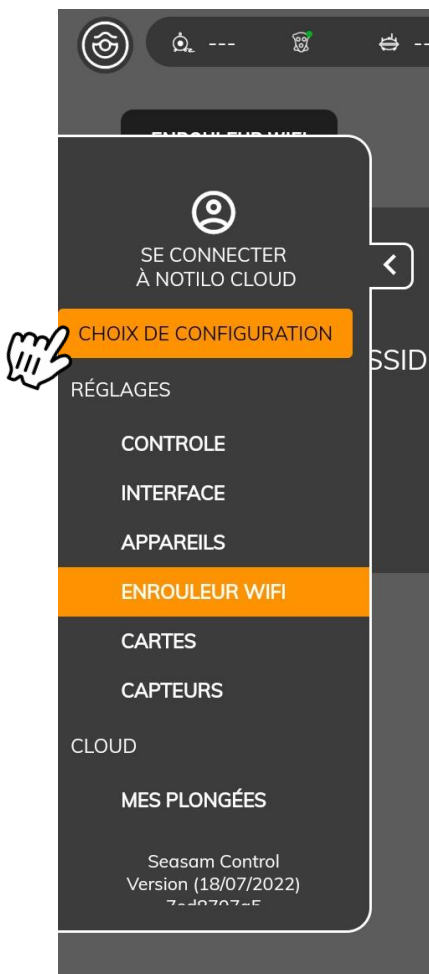 ---
--
SE CONNECTER
À NOTILO CLOUD
CHOIX DE CONFIGURATION
SSID
RÉGLAGES
CONTROLE
INTERFACE
APPAREILS
ENROULEUR WIFI
CARTES
CAPTEURS
CLOUD
MES PLONGÉES
Seasam Control
Version (18/07/2022)